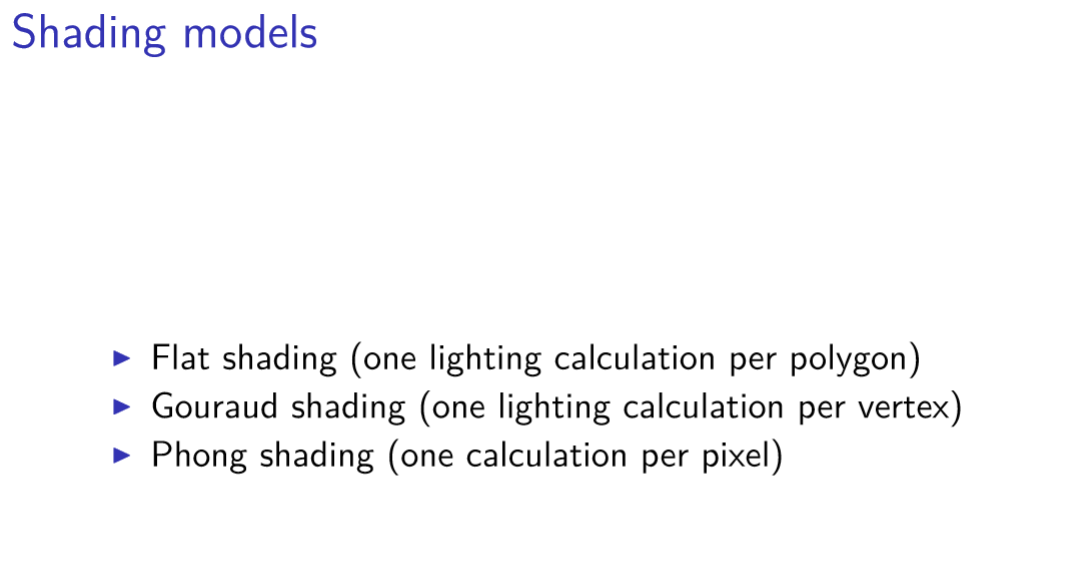 Shading models
▶ Flat shading (one lighting calculation per polygon)
▶ Gouraud shading (one lighting calculation per vertex)
▶ Phong shading (one calculation per pixel)